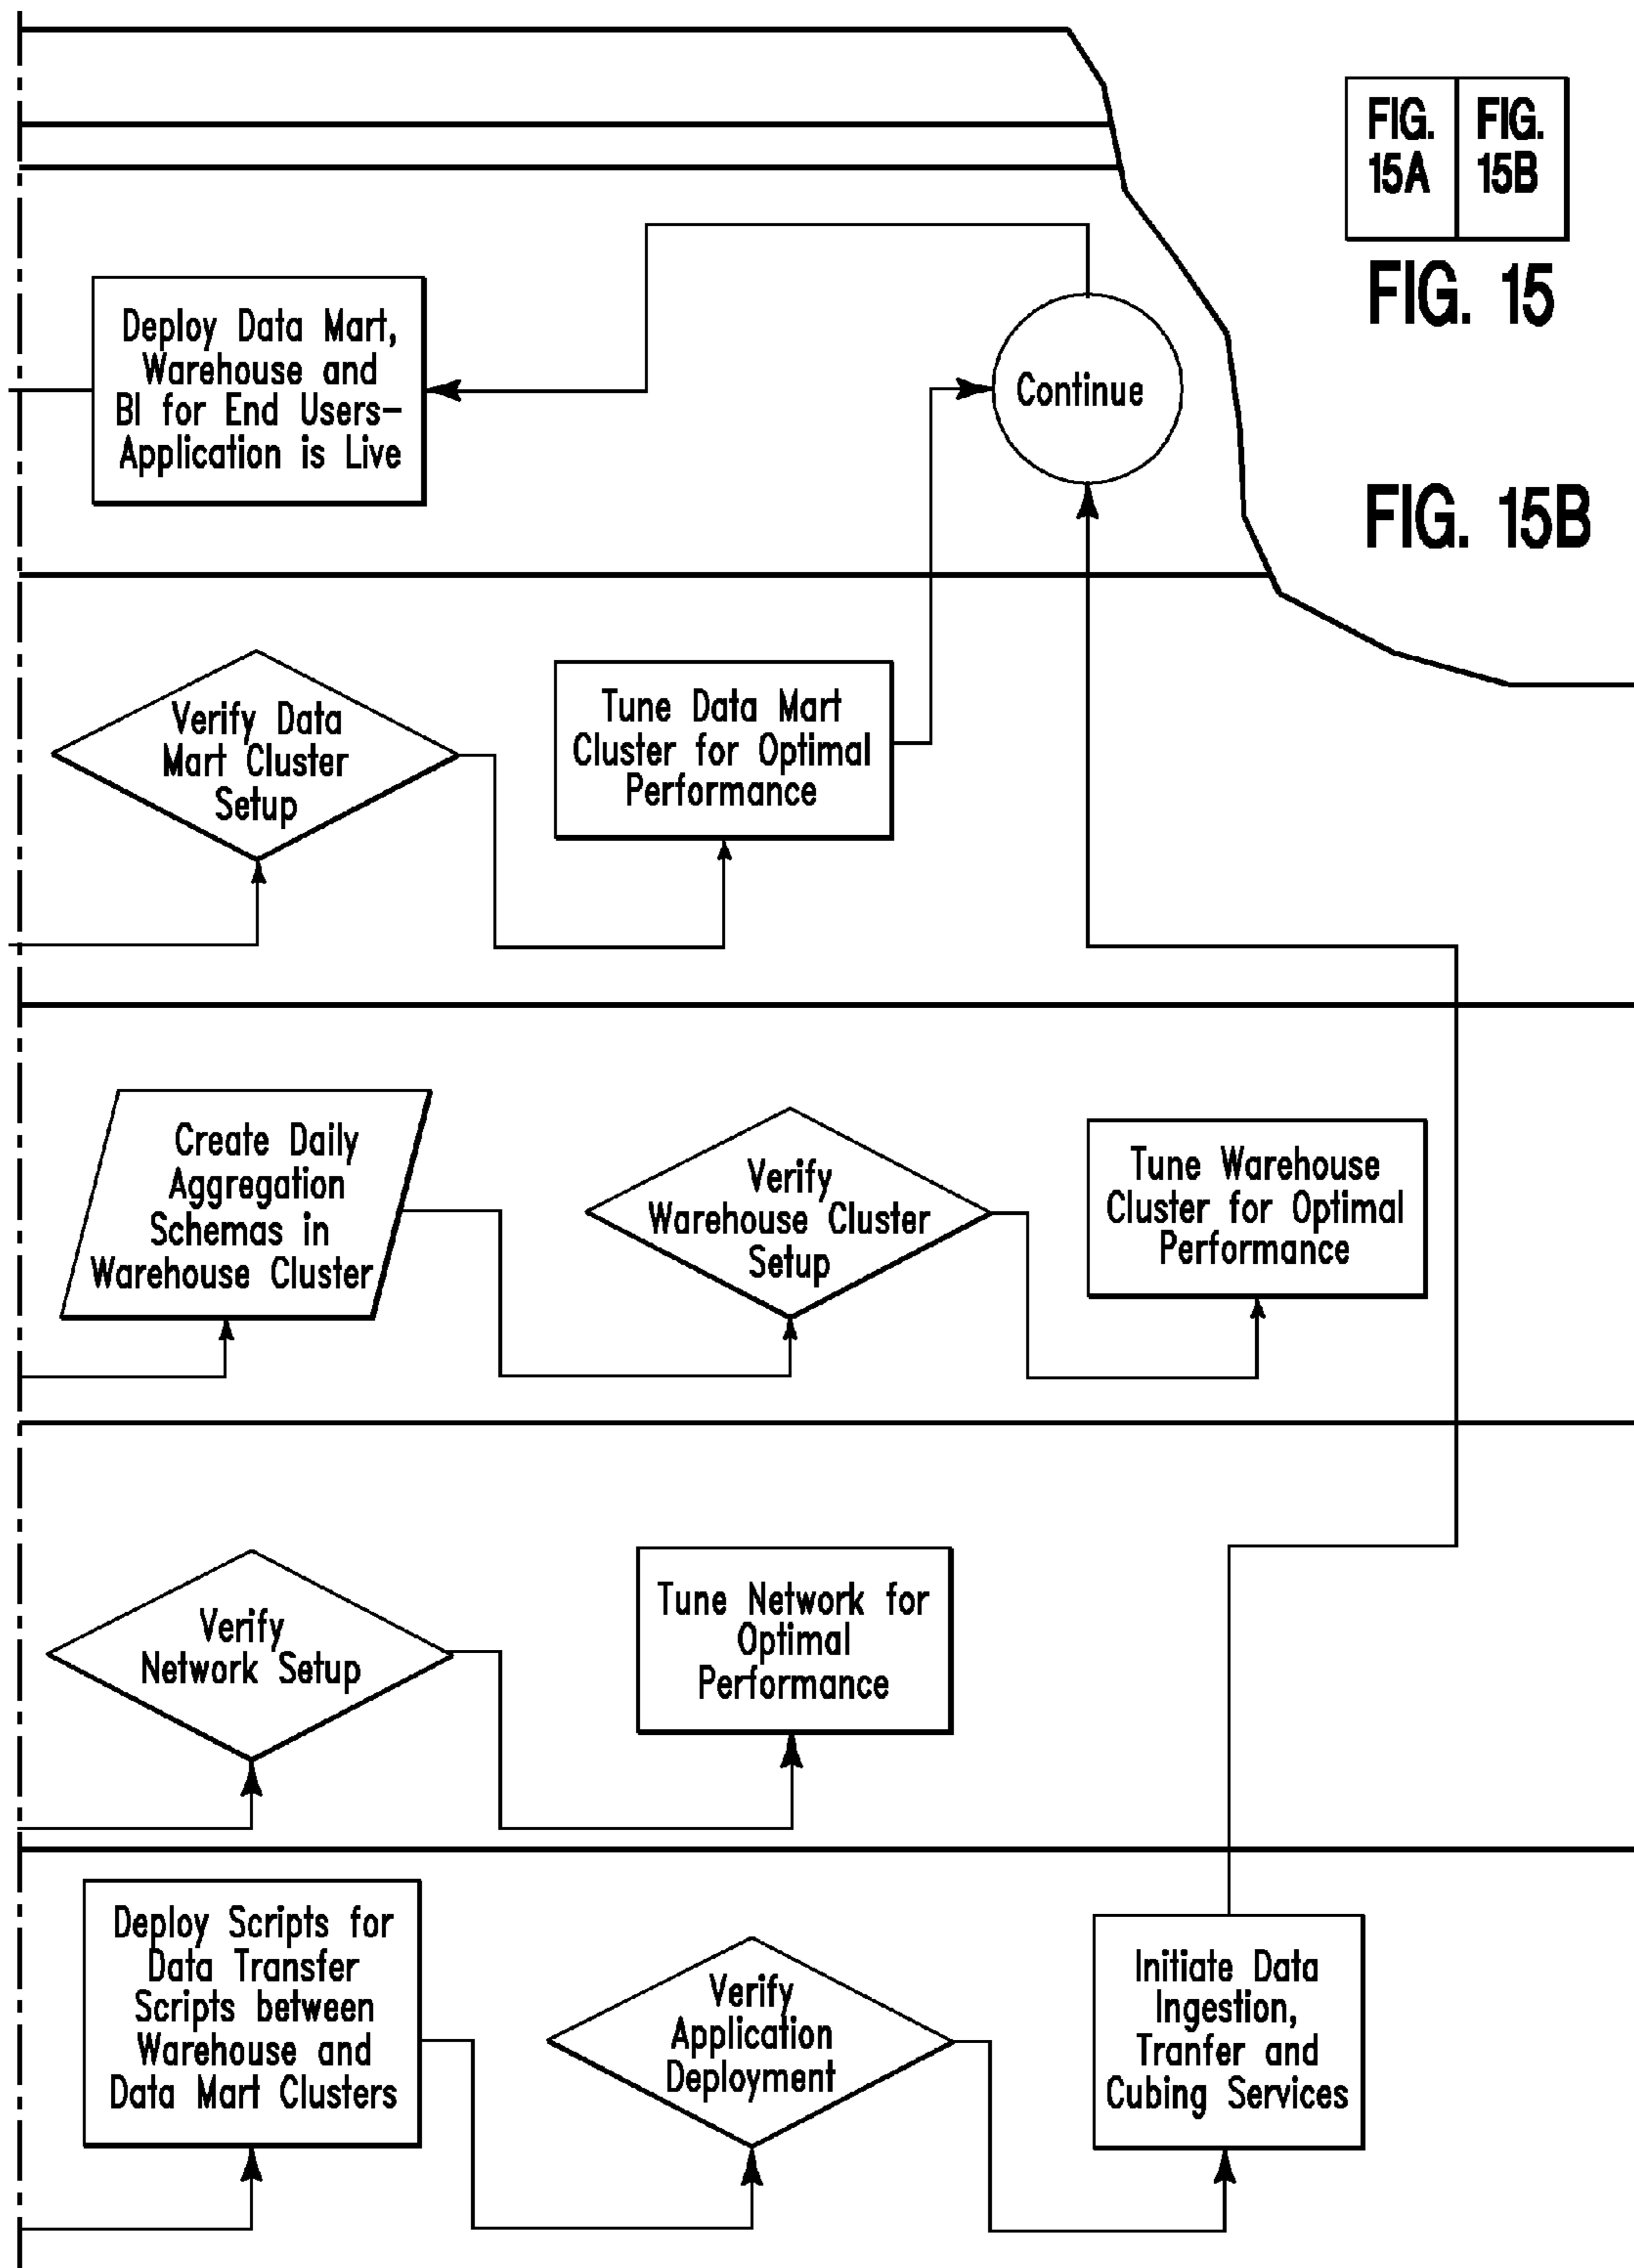 FIG.
15A
FIG.
15B
FIG. 15
FIG. 15B
Deploy Data Mart,
Warehouse and
BI for End Users-
Application is Live
Continue
Verify Data
Mart Cluster
Setup
Tune Data Mart
Cluster for Optimal
Performance
Create Daily
Aggregation
Schemas in
Warehouse Cluster
Verify
Warehouse Cluster
Setup
Tune Warehouse
Cluster for Optimal
Performance
Verify
Network Setup
Tune Network for
Optimal
Performance
Deploy Scripts for
Data Transfer
Scripts between
Warehouse and
Data Mart Clusters
Verify
Application
Deployment
Initiate Data
Ingestion,
Tranfer and
Cubing Services